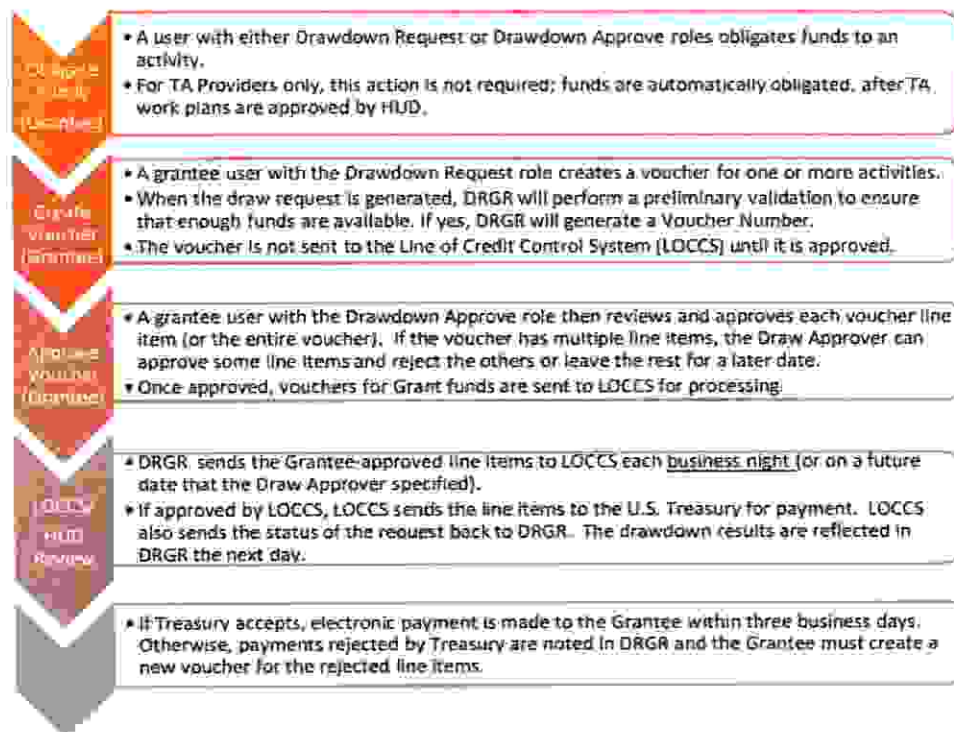 Obligate
Funds
(Grantee)
• A user with either Drawdown Request or Drawdown Approve roles obligates funds to an
activity.
• For TA Providers only, this action is not required; funds are automatically obligated, after TA
work plans are approved by HUD.
Create
Voucher
(Grantee)
• A grantee user with the Drawdown Request role creates a voucher for one or more activities.
• When the draw request is generated, DRGR will perform a preliminary validation to ensure
that enough funds are available. If yes, DRGR will generate a Voucher Number.
• The voucher is not sent to the Line of Credit Control System (LOCCS) until it is approved.
Approve
Voucher
(Grantee)
• A grantee user with the Drawdown Approve role then reviews and approves each voucher line
item (or the entire voucher). If the voucher has multiple line items, the Draw Approver can
approve some line items and reject the others or leave the rest for a later date.
• Once approved, vouchers for Grant funds are sent to LOCCS for processing
LOCCS/
HUD
Review
• DRGR sends the Grantee-approved line items to LOCCS each business night (or on a future
date that the Draw Approver specified).
• If approved by LOCCS, LOCCS sends the line items to the U.S. Treasury for payment. LOCCS
also sends the status of the request back to DRGR. The drawdown results are reflected in
DRGR the next day.
• If Treasury accepts, electronic payment is made to the Grantee within three business days.
Otherwise, payments rejected by Treasury are noted in DRGR and the Grantee must create a
new voucher for the rejected line items.